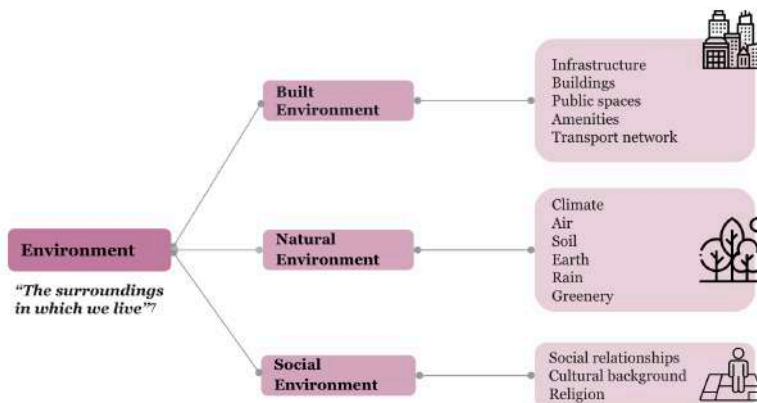 Built
Environment
Infrastructure
Buildings
Public spaces
Amenities
Transport network
Environment
"The surroundings
in which we live"7
Natural
Environment
Climate
Air
Soil
Earth
Rain
Greenery
Social
Environment
Social relationships
Cultural background
Religion